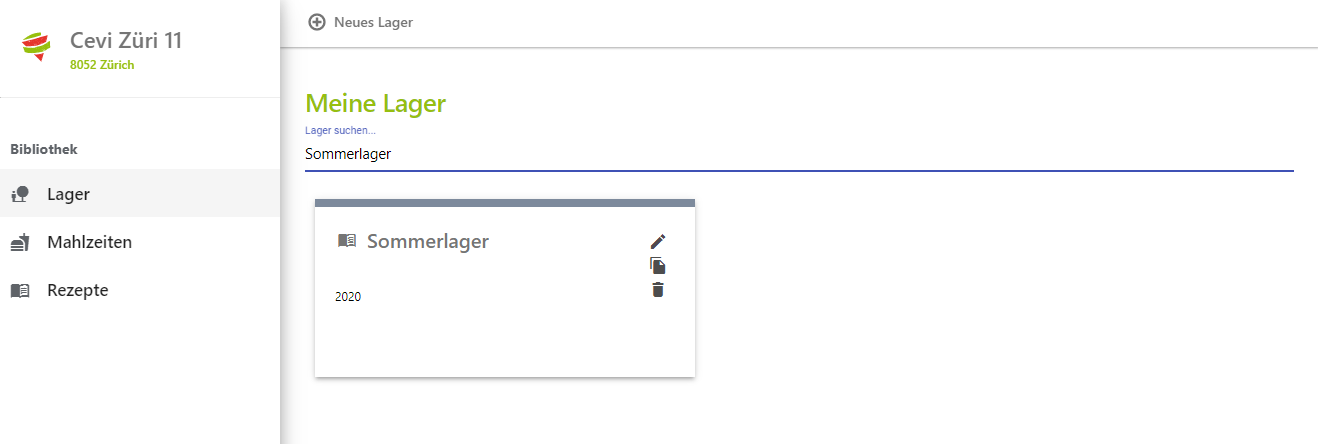 Cevi Züri 11
8052 Zürich
Bibliothek
Lager
Mahlzeiten
Rezepte
Neues Lager
Meine Lager
Lager suchen...
Sommerlager
Sommerlager
2020